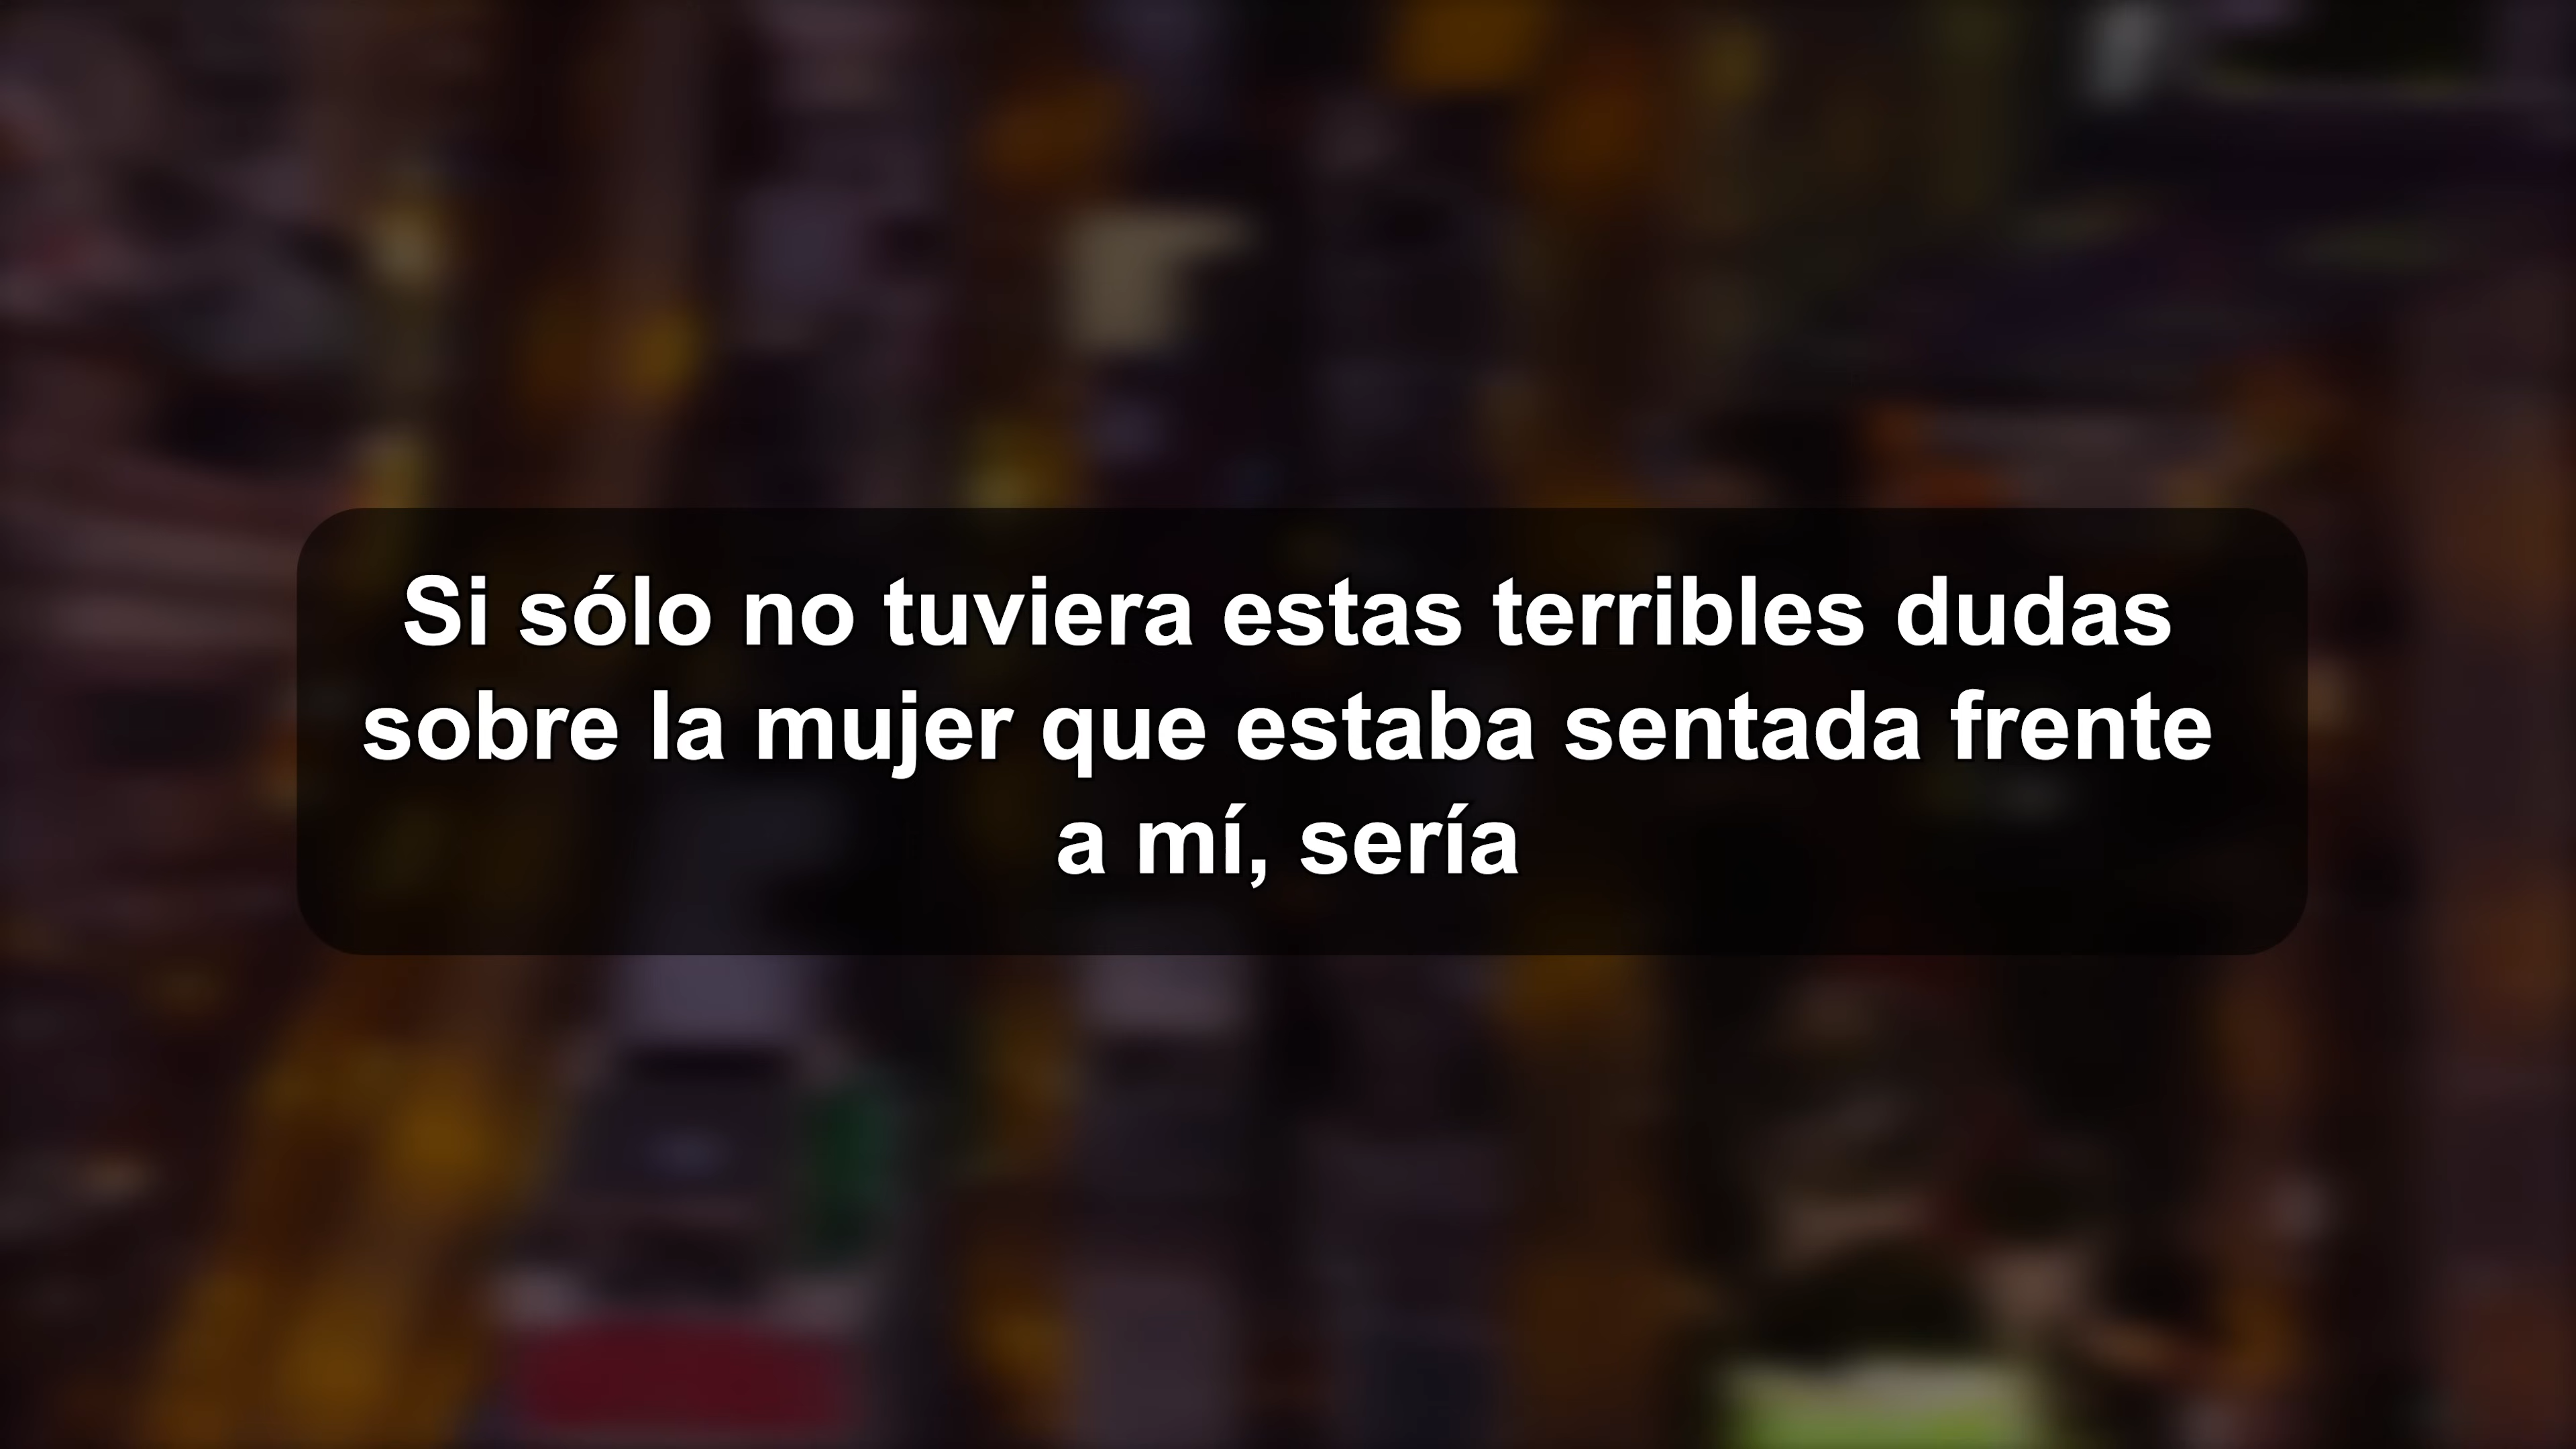 Si sólo no tuviera estas terribles dudas
sobre la mujer que estaba sentada frente
a mí, sería